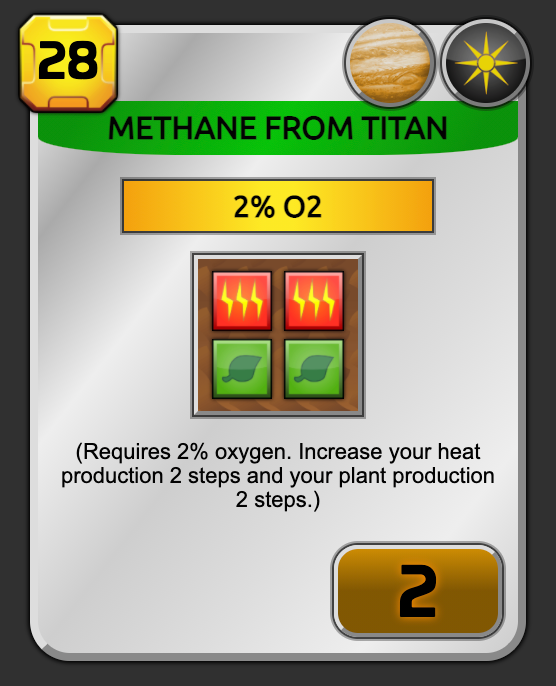 28
METHANE FROM TITAN
2% O2
(Requires 2% oxygen. Increase your heat
production 2 steps and your plant production
2 steps.)
2